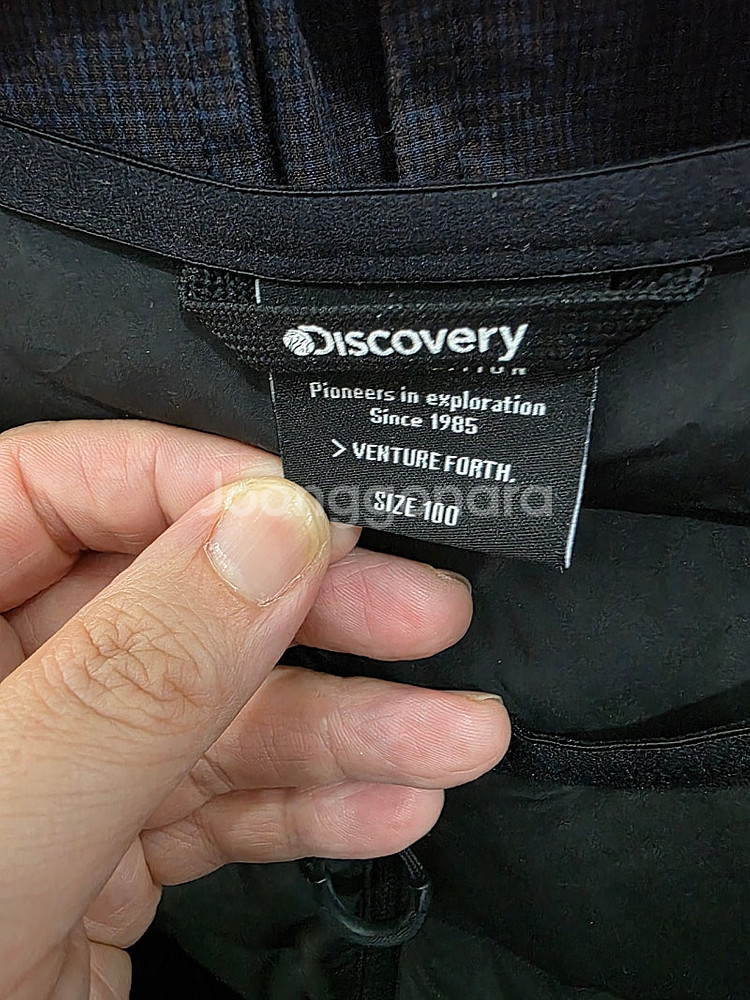 Discovery
Pioneers in exploration
Since 1985
> VENTURE FORTH.
SIZE 100
Joonggonara